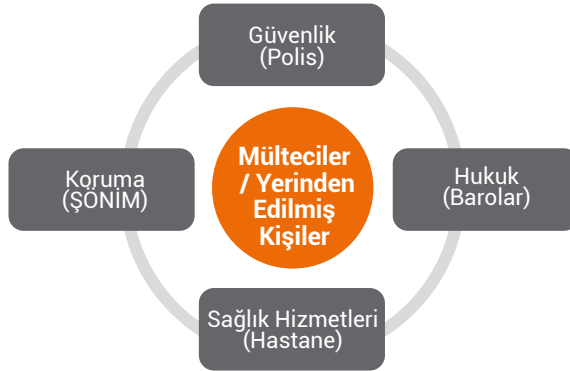 Güvenlik
(Polis)
Koruma
(ŞÖNİM)
Mülteciler
/ Yerinden
Edilmiş
Kişiler
Hukuk
(Barolar)
Sağlık Hizmetleri
(Hastane)